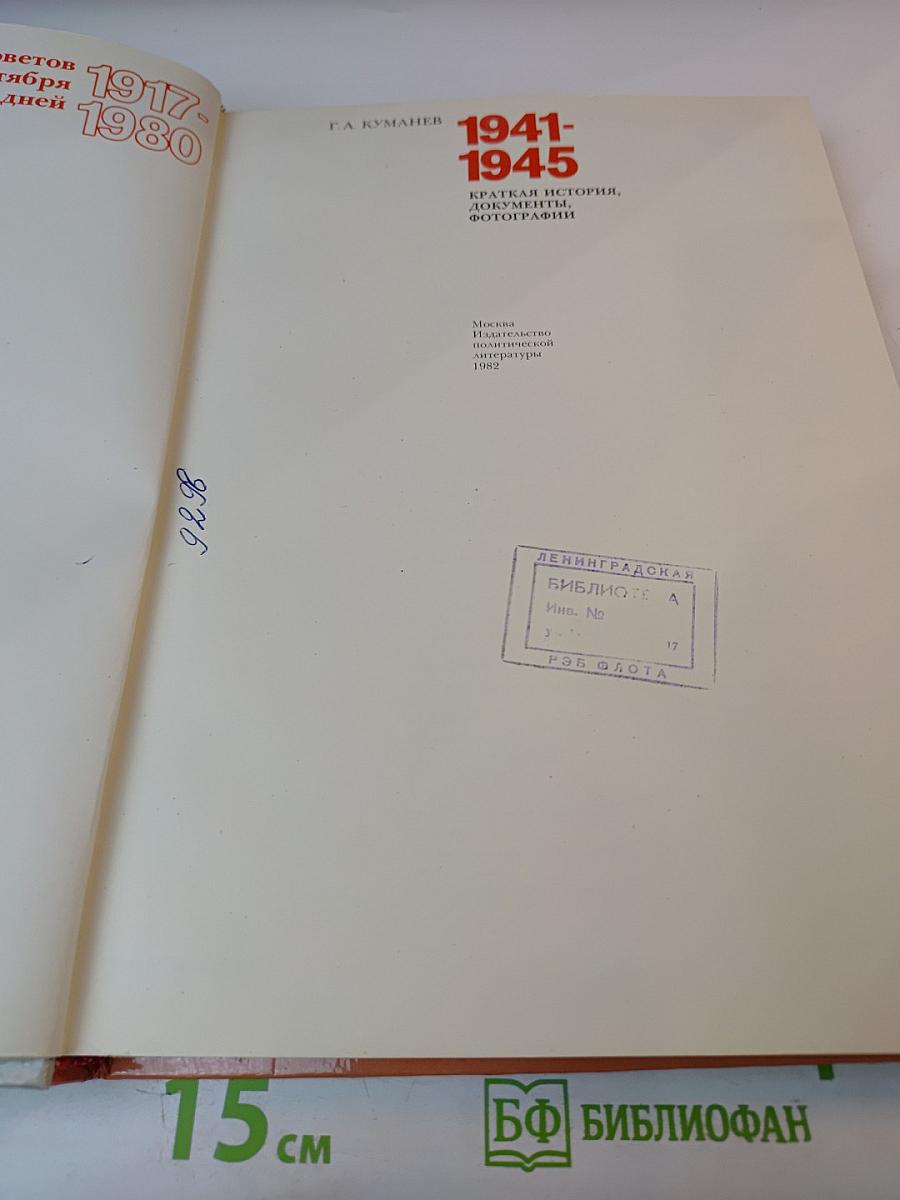 оветов
тября
дней
1917-
1980
Г. А. КУМАНЕВ
1941-
1945
КРАТКАЯ ИСТОРИЯ,
ДОКУМЕНТЫ,
ФОТОГРАФИИ
Москва
Издательство
политической
литературы
1982
ЛЕНИНГРАДСКАЯ
БИБЛИОТЕ А
Инв. №
17
РЭБ ФЛОТА
15 см
БФ БИБЛИОФАН